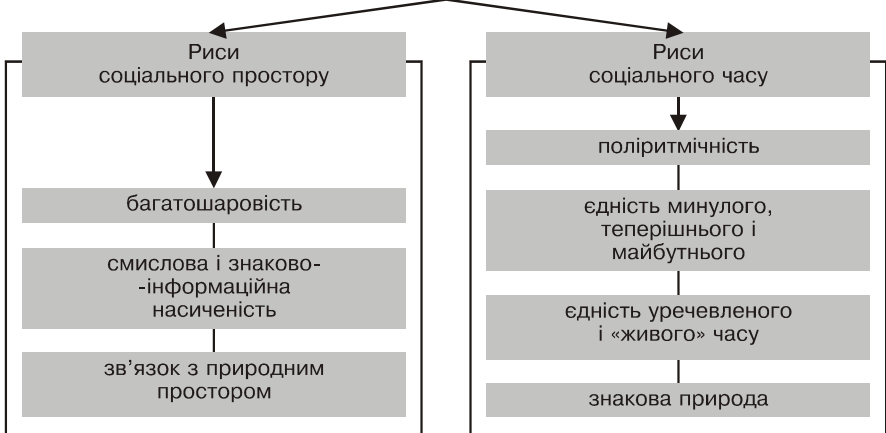 Риси
соціального простору
багатошаровість
смислова і знаково-
-інформаційна
насиченість
зв’язок з природним
простором
Риси
соціального часу
поліритмічність
єдність минулого,
теперішнього і
майбутнього
єдність уречевленого
і «живого» часу
знакова природа